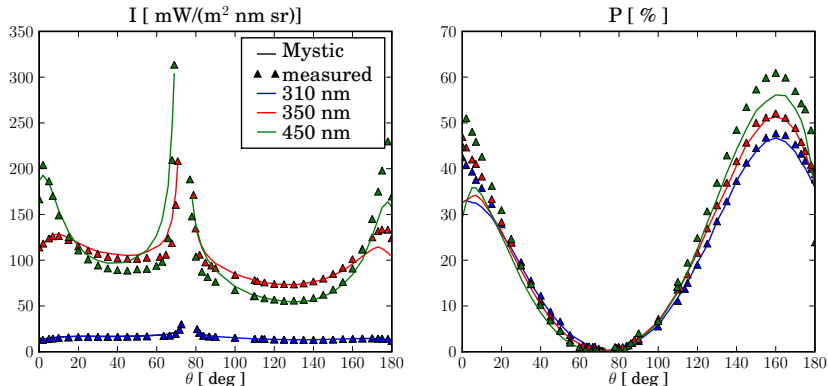 I [ mW/(m² nm sr)
P [ % ]
350
300
250
200
150
100
50
0
Mystic
measured
310 nm
350 nm
450 nm
0 20 40 60 80 100 120 140 160 180
θ [ deg ]
70
60
50
40
30
20
10
0
0 20 40 60 80 100 120 140 160 180
θ [ deg ]